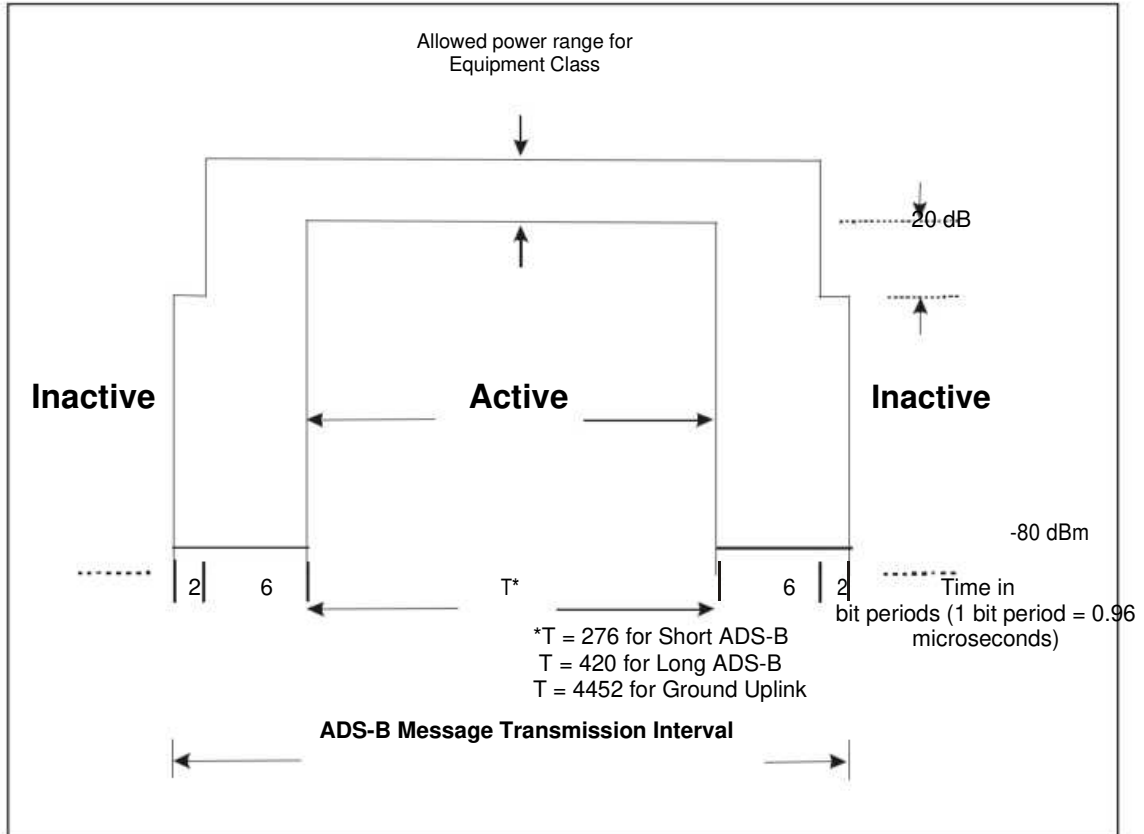 Allowed power range for
Equipment Class
20 dB
Inactive
Active
Inactive
-80 dBm
2
6
T*
6
2
Time in
bit periods (1 bit period = 0.96
microseconds)
*T = 276 for Short ADS-B
T = 420 for Long ADS-B
T = 4452 for Ground Uplink
ADS-B Message Transmission Interval